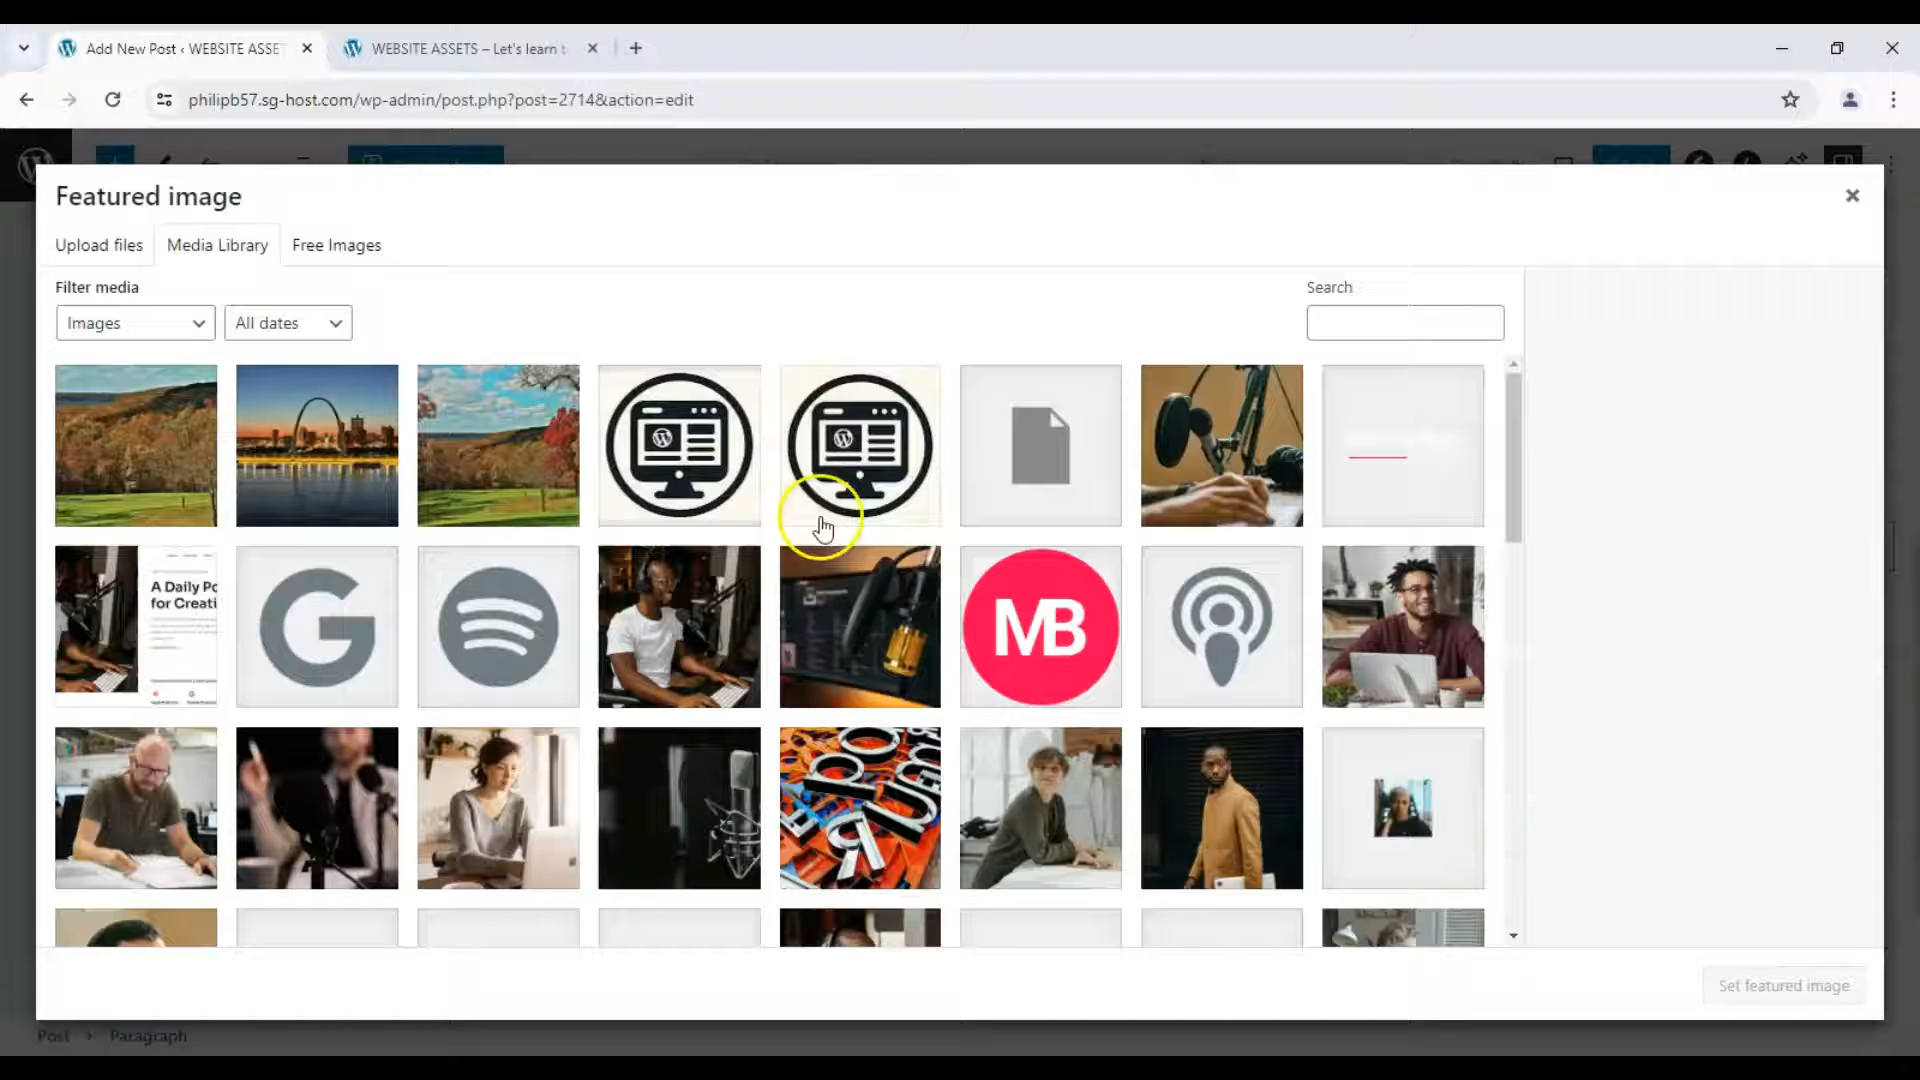 Add New Post ‹ WEBSITE ASSE
WEBSITE ASSETS – Let's learn t
philipb57.sg-host.com/wp-admin/post.php?post=2714&action=edit
Featured image
Upload files
Media Library
Free Images
Filter media
Search
Images
All dates
A Daily Po
for Creati
G
MB
Set featured image
Post > Paragraph